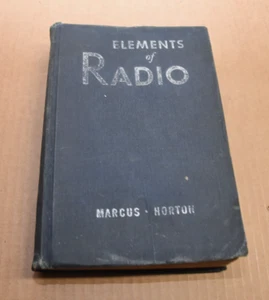 ELEMENTS
of
RADIO
MARCUS - HORTON